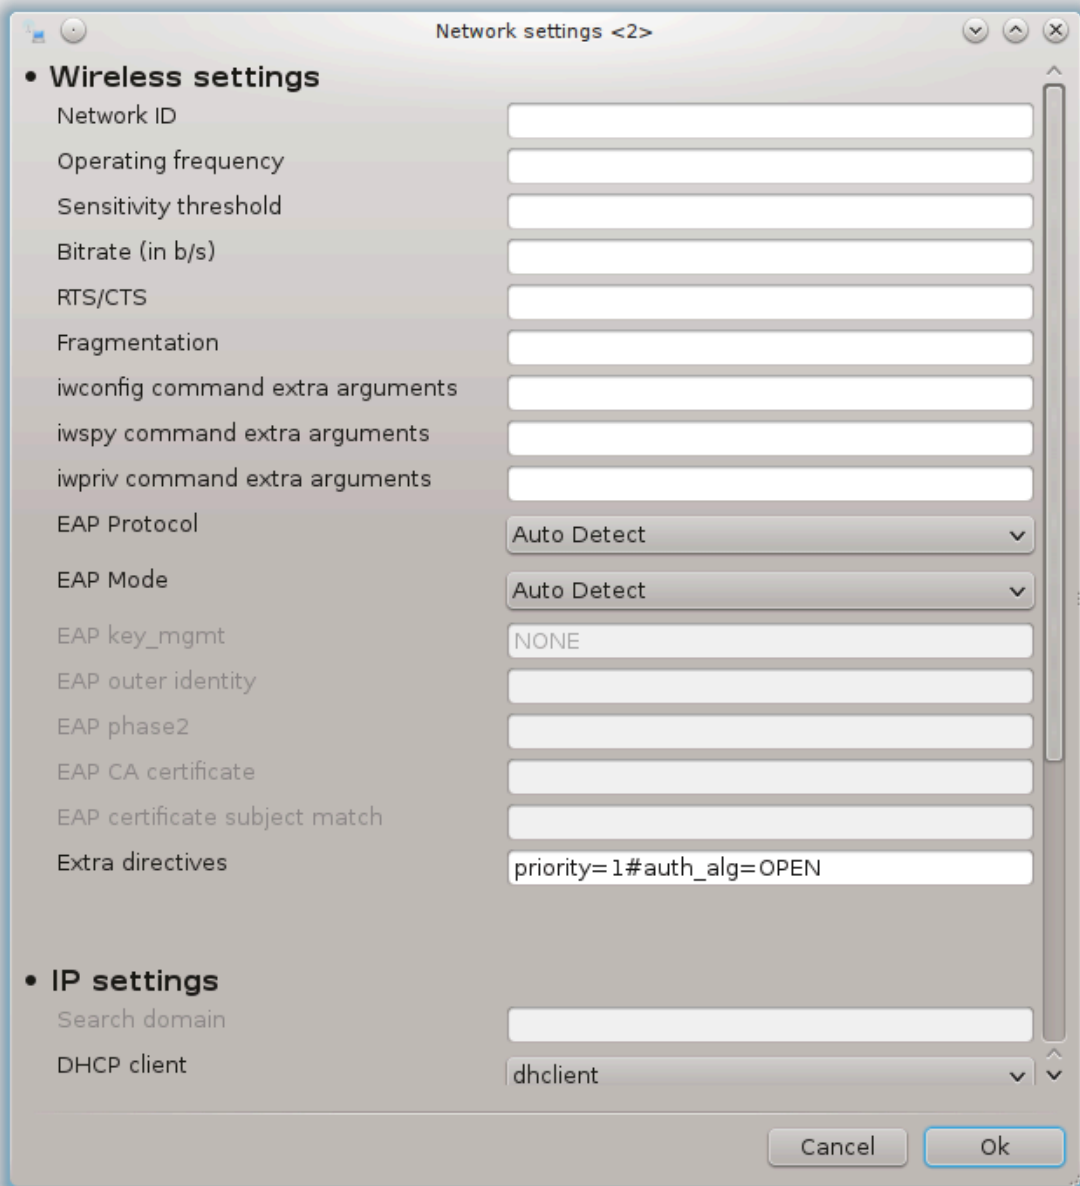 Network settings <2>
• Wireless settings
Network ID
Operating frequency
Sensitivity threshold
Bitrate (in b/s)
RTS/CTS
Fragmentation
iwconfig command extra arguments
iwspy command extra arguments
iwpriv command extra arguments
EAP Protocol Auto Detect
EAP Mode Auto Detect
EAP key_mgmt NONE
EAP outer identity
EAP phase2
EAP CA certificate
EAP certificate subject match
Extra directives priority=1#auth_alg=OPEN
• IP settings
Search domain
DHCP client dhclient
Cancel Ok